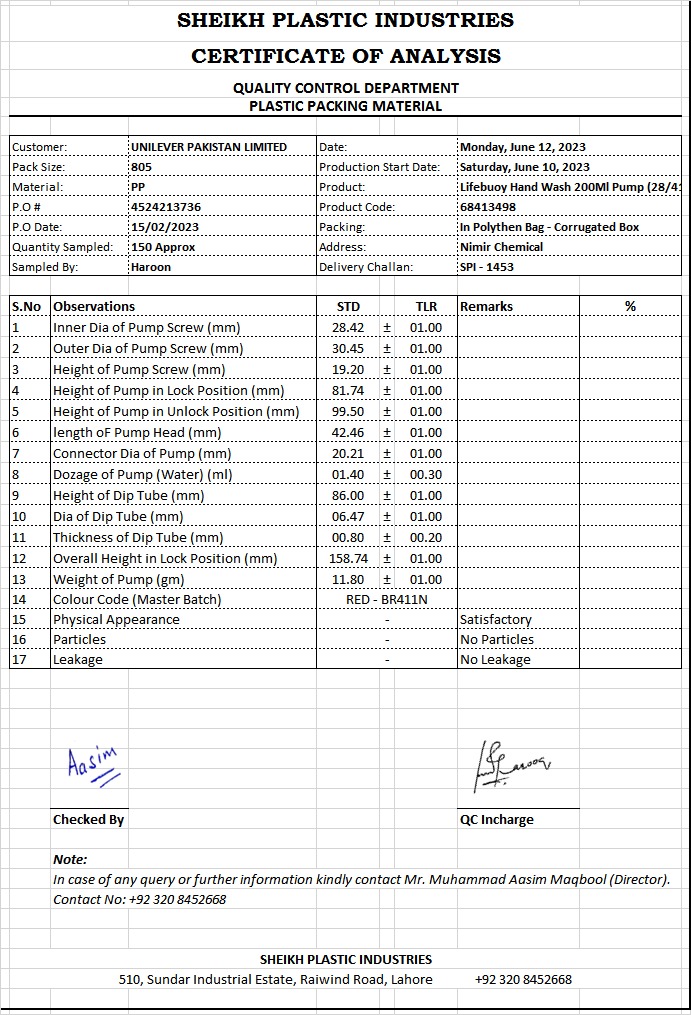 SHEIKH PLASTIC INDUSTRIES
CERTIFICATE OF ANALYSIS
QUALITY CONTROL DEPARTMENT
PLASTIC PACKING MATERIAL
Customer: UNILEVER PAKISTAN LIMITED Date: Monday, June 12, 2023
Pack Size: 805 Production Start Date: Saturday, June 10, 2023
Material: PP Product: Lifebuoy Hand Wash 200Ml Pump (28/41
P.O # 4524213736 Product Code: 68413498
P.O Date: 15/02/2023 Packing: In Polythen Bag - Corrugated Box
Quantity Sampled: 150 Approx Address: Nimir Chemical
Sampled By: Haroon Delivery Challan: SPI - 1453
S.No Observations STD TLR Remarks %
1 Inner Dia of Pump Screw (mm) 28.42 ± 01.00
2 Outer Dia of Pump Screw (mm) 30.45 ± 01.00
3 Height of Pump Screw (mm) 19.20 ± 01.00
4 Height of Pump in Lock Position (mm) 81.74 ± 01.00
5 Height of Pump in Unlock Position (mm) 99.50 ± 01.00
6 length oF Pump Head (mm) 42.46 ± 01.00
7 Connector Dia of Pump (mm) 20.21 ± 01.00
8 Dozage of Pump (Water) (ml) 01.40 ± 00.30
9 Height of Dip Tube (mm) 86.00 ± 01.00
10 Dia of Dip Tube (mm) 06.47 ± 01.00
11 Thickness of Dip Tube (mm) 00.80 ± 00.20
12 Overall Height in Lock Position (mm) 158.74 ± 01.00
13 Weight of Pump (gm) 11.80 ± 01.00
14 Colour Code (Master Batch) RED - BR411N
15 Physical Appearance - Satisfactory
16 Particles - No Particles
17 Leakage - No Leakage
Aasim
Checked By QC Incharge
Note:
In case of any query or further information kindly contact Mr. Muhammad Aasim Maqbool (Director).
Contact No: +92 320 8452668
SHEIKH PLASTIC INDUSTRIES
510, Sundar Industrial Estate, Raiwind Road, Lahore +92 320 8452668